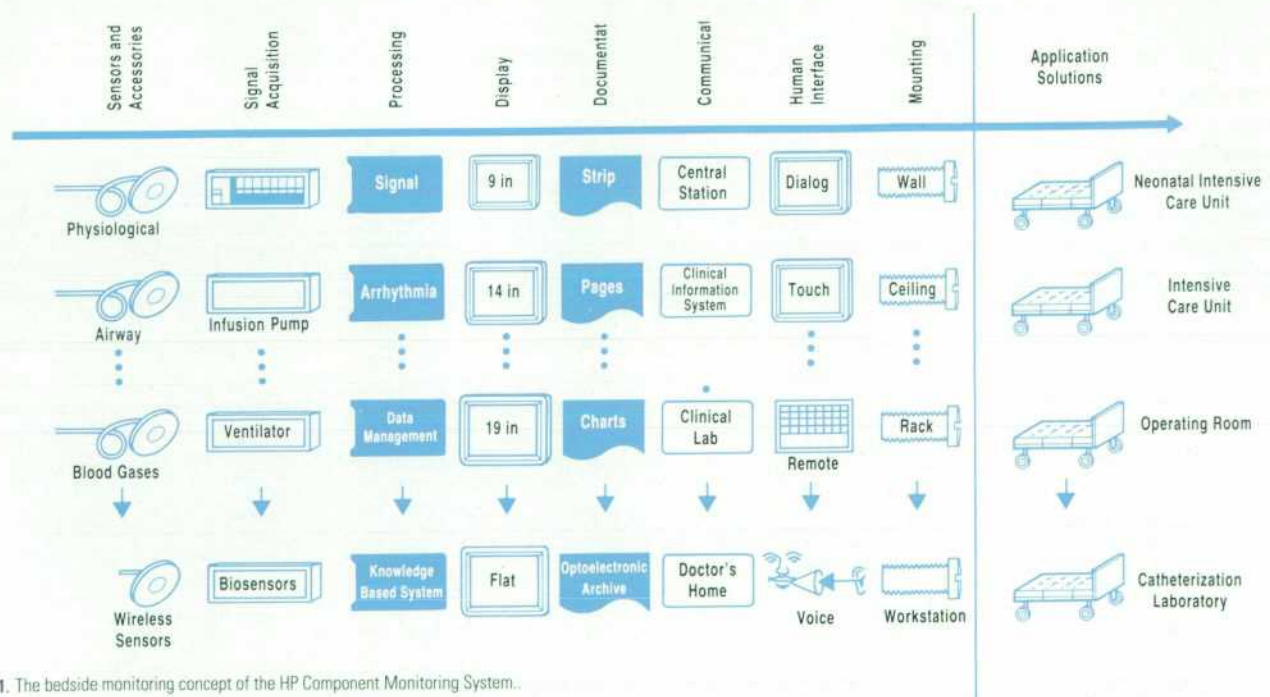 Sensors and
Accessories
Signal
Acquisition
Processing
Display
Documentat
Communical
Human
Interface
Mounting
Application
Solutions
Physiological
Signal
9 in
Strip
Central
Station
Dialog
Wall
Neonatal Intensive
Care Unit
Airway
Infusion Pump
Arrhythmia
14 in
Pages
Clinical
Information
System
Touch
Ceiling
Intensive
Care Unit
Blood Gases
Ventilator
Data
Management
19 in
Charts
Clinical
Lab
Remote
Rack
Operating Room
Wireless
Sensors
Biosensors
Knowledge
Based System
Flat
Optoelectronic
Archive
Doctor's
Home
Voice
Workstation
Catheterization
Laboratory
1. The bedside monitoring concept of the HP Component Monitoring System..